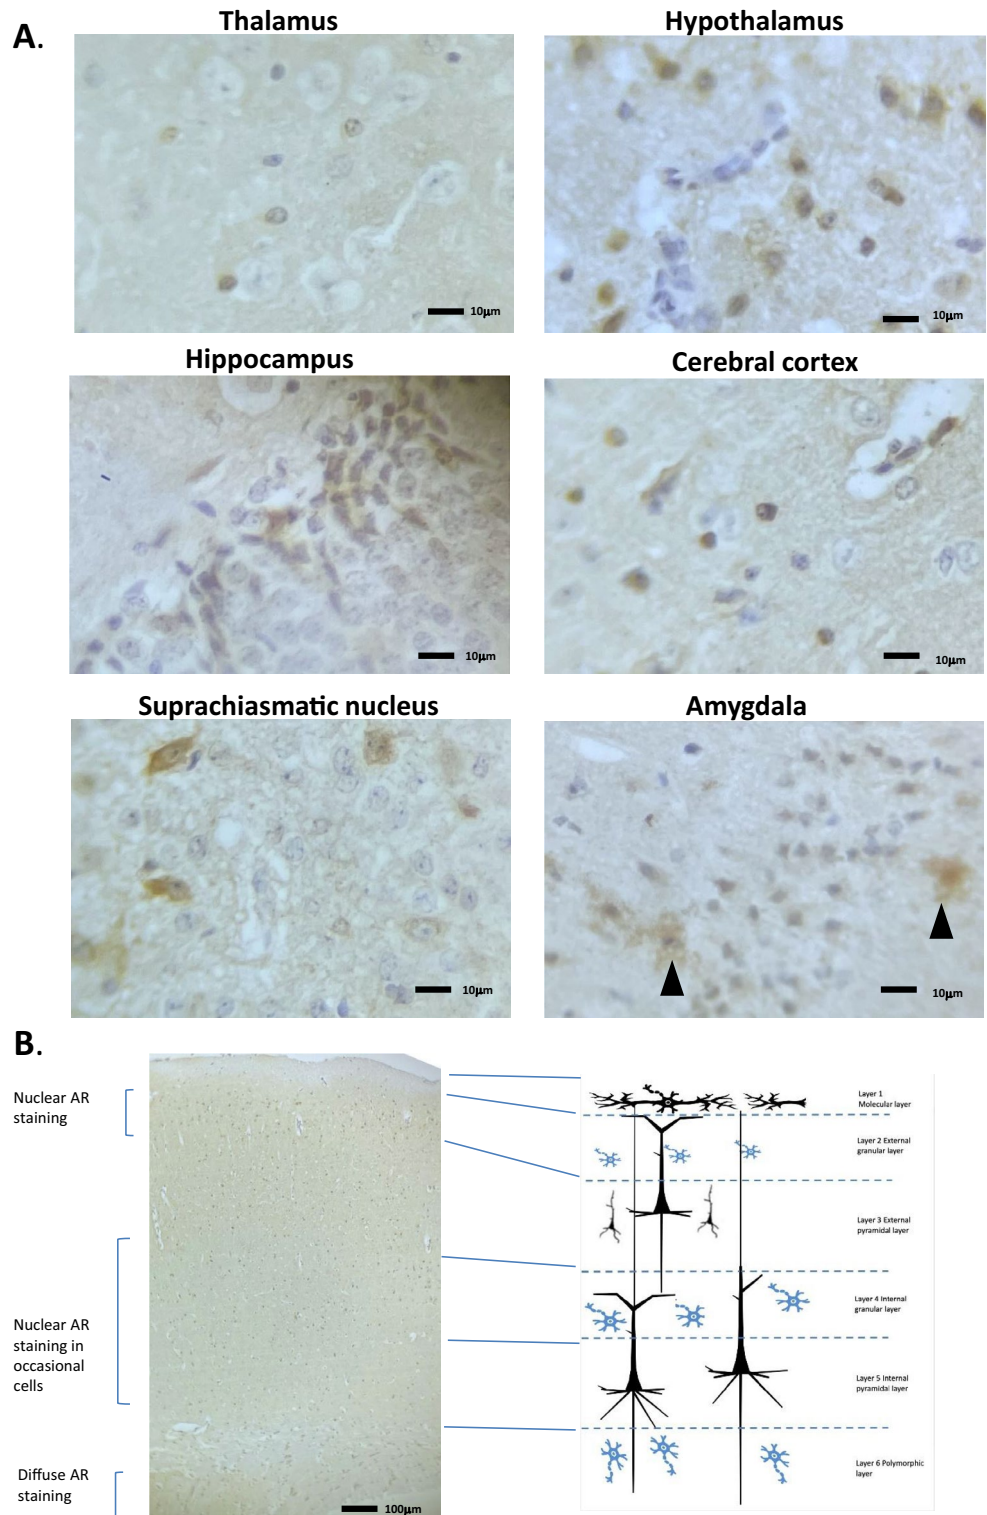 A.
Thalamus
Hypothalamus
10µm
10µm
Hippocampus
Cerebral cortex
10µm
10µm
Suprachiasmatic nucleus
Amygdala
10µm
10µm
B.
Nuclear AR
staining
Nuclear AR
staining in
occasional
cells
Diffuse AR
staining
100µm
Layer 1
Molecular layer
Layer 2 External
granular layer
Layer 3 External
pyramidal layer
Layer 4 Internal
granular layer
Layer 5 Internal
pyramidal layer
Layer 6 Polymorphic
layer